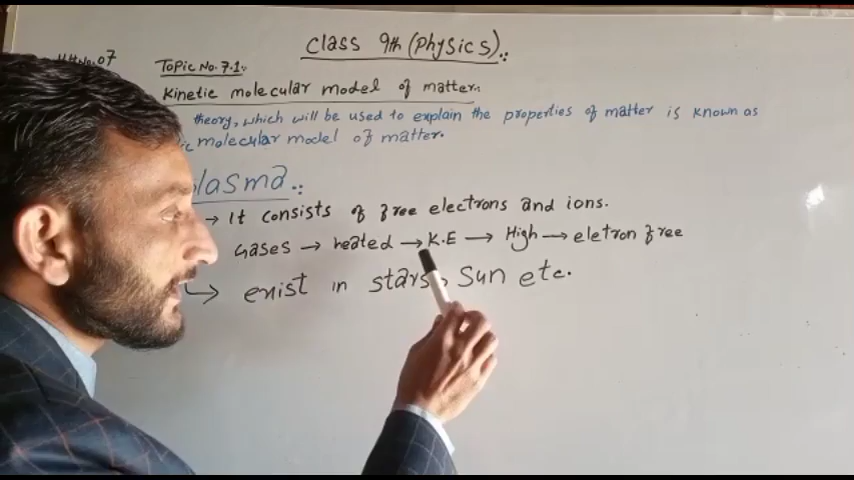 Class 9th (Physics).:
07
Topic No. 7.1:
Kinetic molecular model of matter:
theory, which will be used to explain the properties of matter is known as
ic molecular model of matter.
lasma.:
→ It consists of free electrons and ions.
Gases → heated → K.E → High → eletron free
↳ exist in stars, Sun etc.